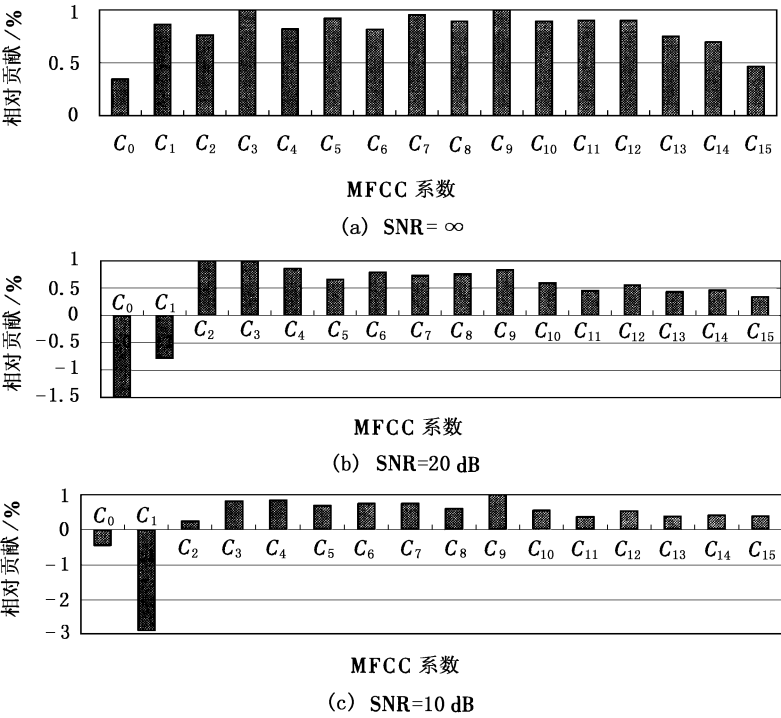 相对贡献/%
1
0.5
0
C0 C1 C2 C3 C4 C5 C6 C7 C8 C9 C10 C11 C12 C13 C14 C15
MFCC 系数
(a) SNR= ∞
相对贡献/%
1
0.5
0
-0.5
-1
-1.5
C0 C1 C2 C3 C4 C5 C6 C7 C8 C9 C10 C11 C12 C13 C14 C15
MFCC 系数
(b) SNR=20 dB
相对贡献/%
1
0
-1
-2
-3
C0 C1 C2 C3 C4 C5 C6 C7 C8 C9 C10 C11 C12 C13 C14 C15
MFCC 系数
(c) SNR=10 dB